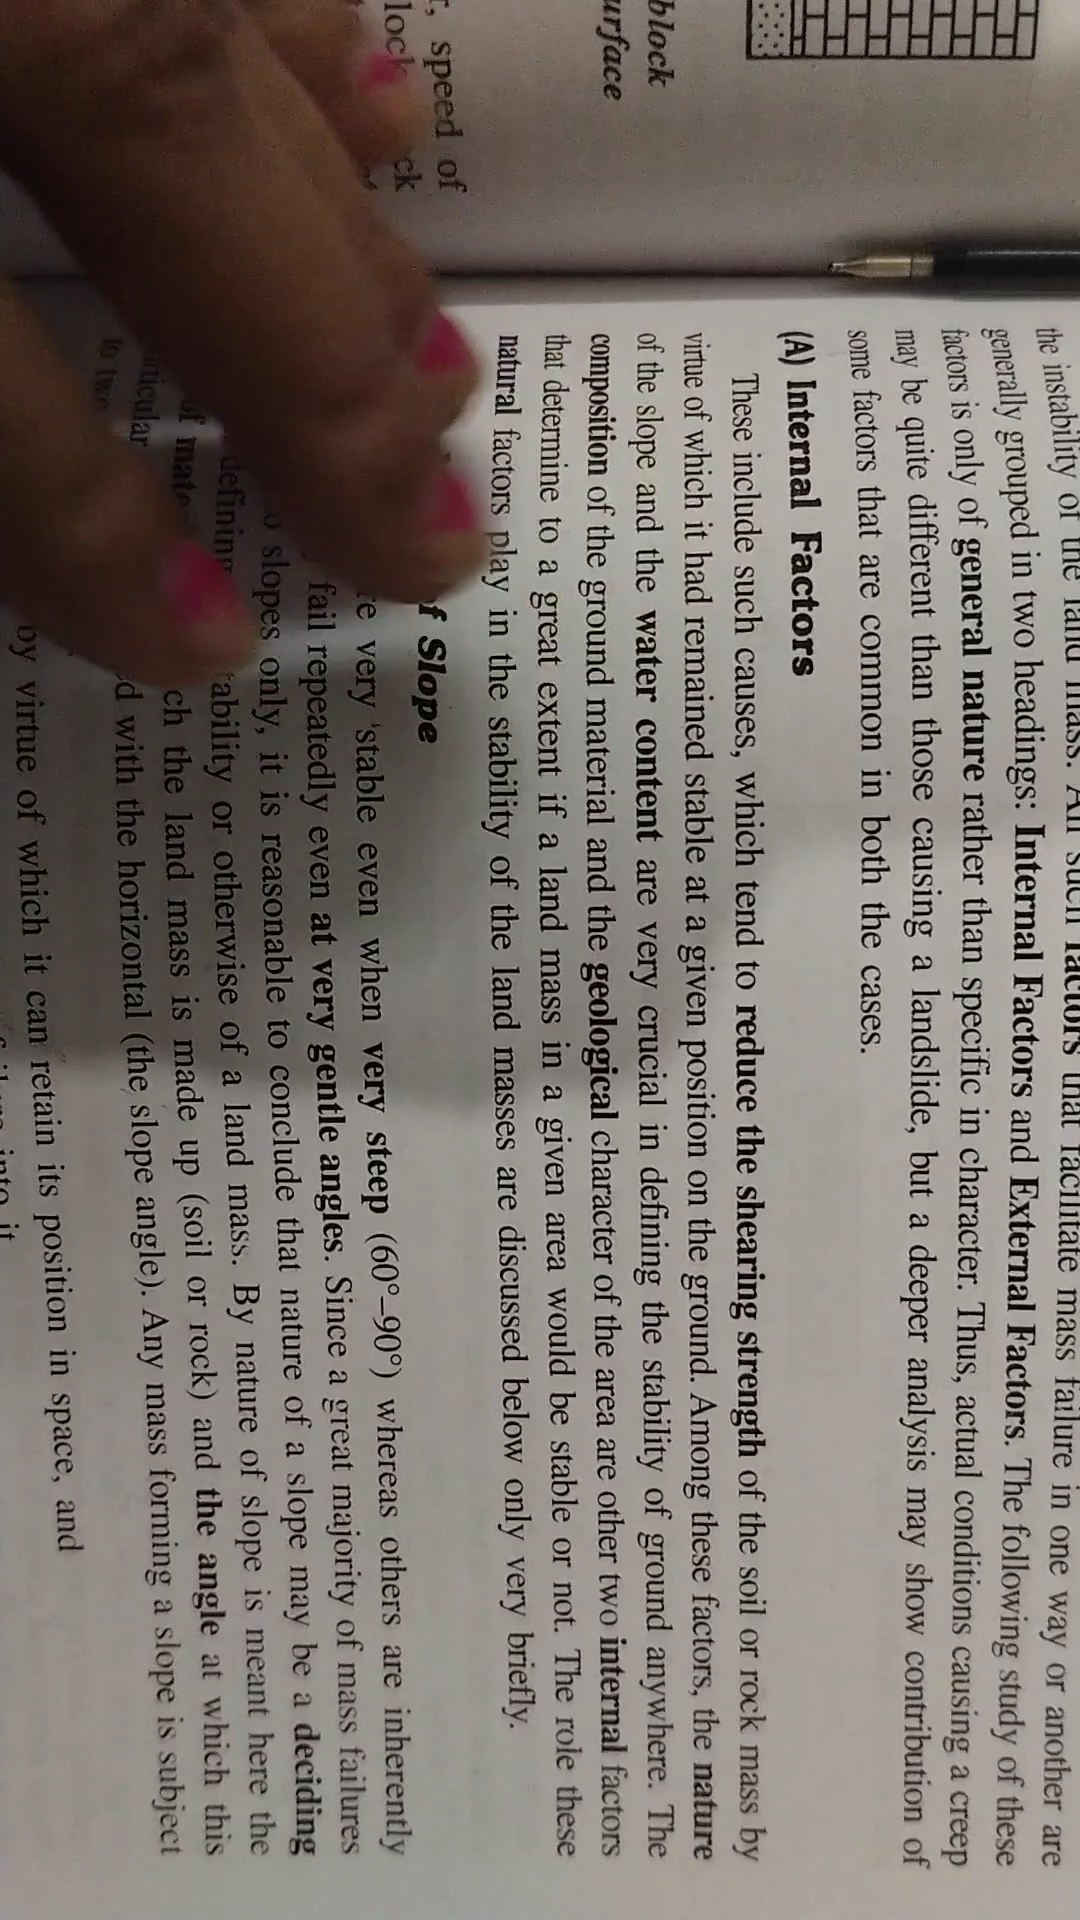 block
urface
speed of
the instability of the land mass. All such factors that facilitate mass failure in one way or another are
generally grouped in two headings: Internal Factors and External Factors. The following study of these
factors is only of general nature rather than specific in character. Thus, actual conditions causing a creep
may be quite different than those causing a landslide, but a deeper analysis may show contribution of
some factors that are common in both the cases.
(A) Internal Factors
These include such causes, which tend to reduce the shearing strength of the soil or rock mass by
virtue of which it had remained stable at a given position on the ground. Among these factors, the nature
of the slope and the water content are very crucial in defining the stability of ground anywhere. The
composition of the ground material and the geological character of the area are other two internal factors
that determine to a great extent if a land mass in a given area would be stable or not. The role these
natural factors play in the stability of the land masses are discussed below only very briefly.
Slope
very stable even when very steep (60°–90°) whereas others are inherently
fail repeatedly even at very gentle angles. Since a great majority of mass failures
slopes only, it is reasonable to conclude that nature of a slope may be a deciding
defining tability or otherwise of a land mass. By nature of slope is meant here the
of ch the land mass is made up (soil or rock) and the angle at which this
with the horizontal (the slope angle). Any mass forming a slope is subject
to two
by virtue of which it can retain its position in space, and
into it